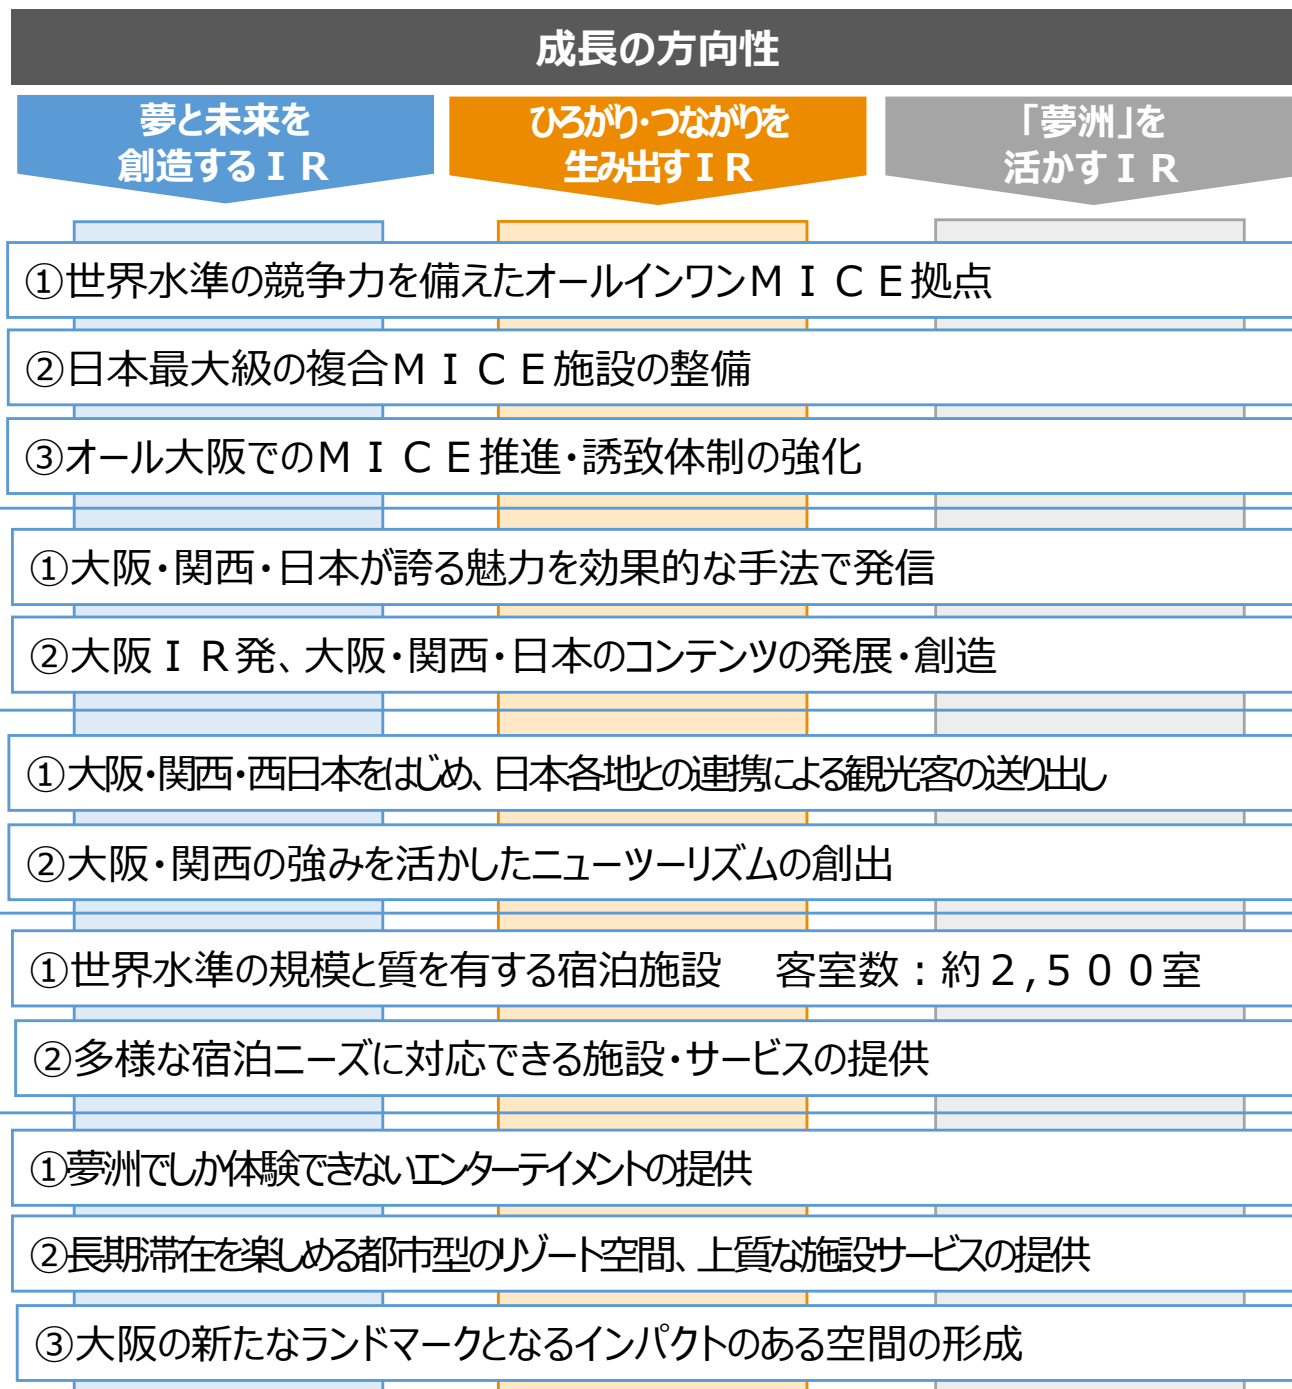 成長の方向性
夢と未来を
創造するＩＲ
ひろがり・つながりを
生み出すＩＲ
「夢洲」を
活かすＩＲ
①世界水準の競争力を備えたオールインワンＭＩＣＥ拠点
②日本最大級の複合ＭＩＣＥ施設の整備
③オール大阪でのＭＩＣＥ推進・誘致体制の強化
①大阪・関西・日本が誇る魅力を効果的な手法で発信
②大阪ＩＲ発、大阪・関西・日本のコンテンツの発展・創造
①大阪・関西・西日本をはじめ、日本各地との連携による観光客の送り出し
②大阪・関西の強みを活かしたニューツーリズムの創出
①世界水準の規模と質を有する宿泊施設　客室数：約２,５００室
②多様な宿泊ニーズに対応できる施設・サービスの提供
①夢洲でしか体験できないエンターテイメントの提供
②長期滞在を楽しめる都市型のリゾート空間、上質な施設サービスの提供
③大阪の新たなランドマークとなるインパクトのある空間の形成